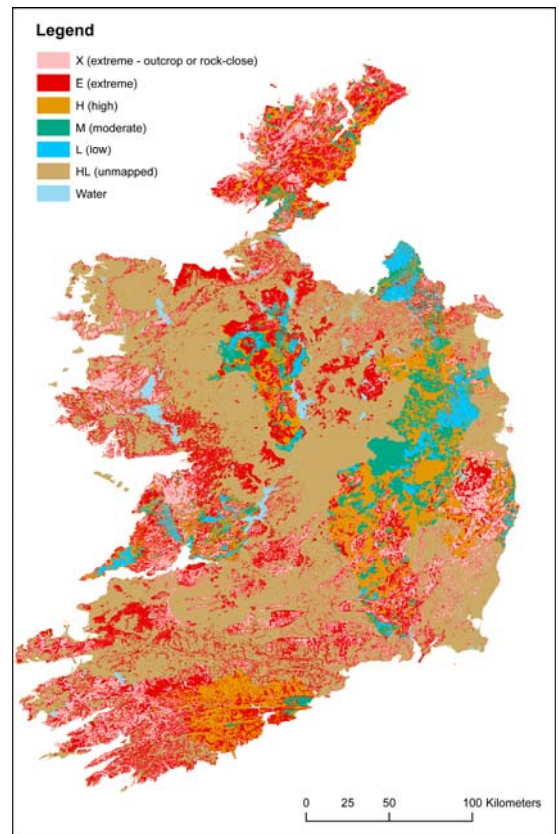 Legend
X (extreme - outcrop or rock-close)
E (extreme)
H (high)
M (moderate)
L (low)
HL (unmapped)
Water
0 25 50 100 Kilometers